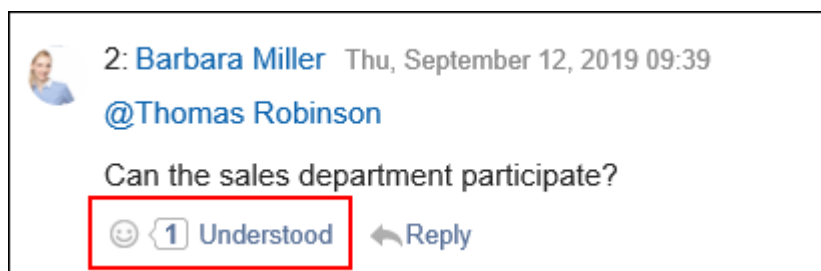 2: Barbara Miller Thu, September 12, 2019 09:39
@Thomas Robinson
Can the sales department participate?
1 Understood Reply